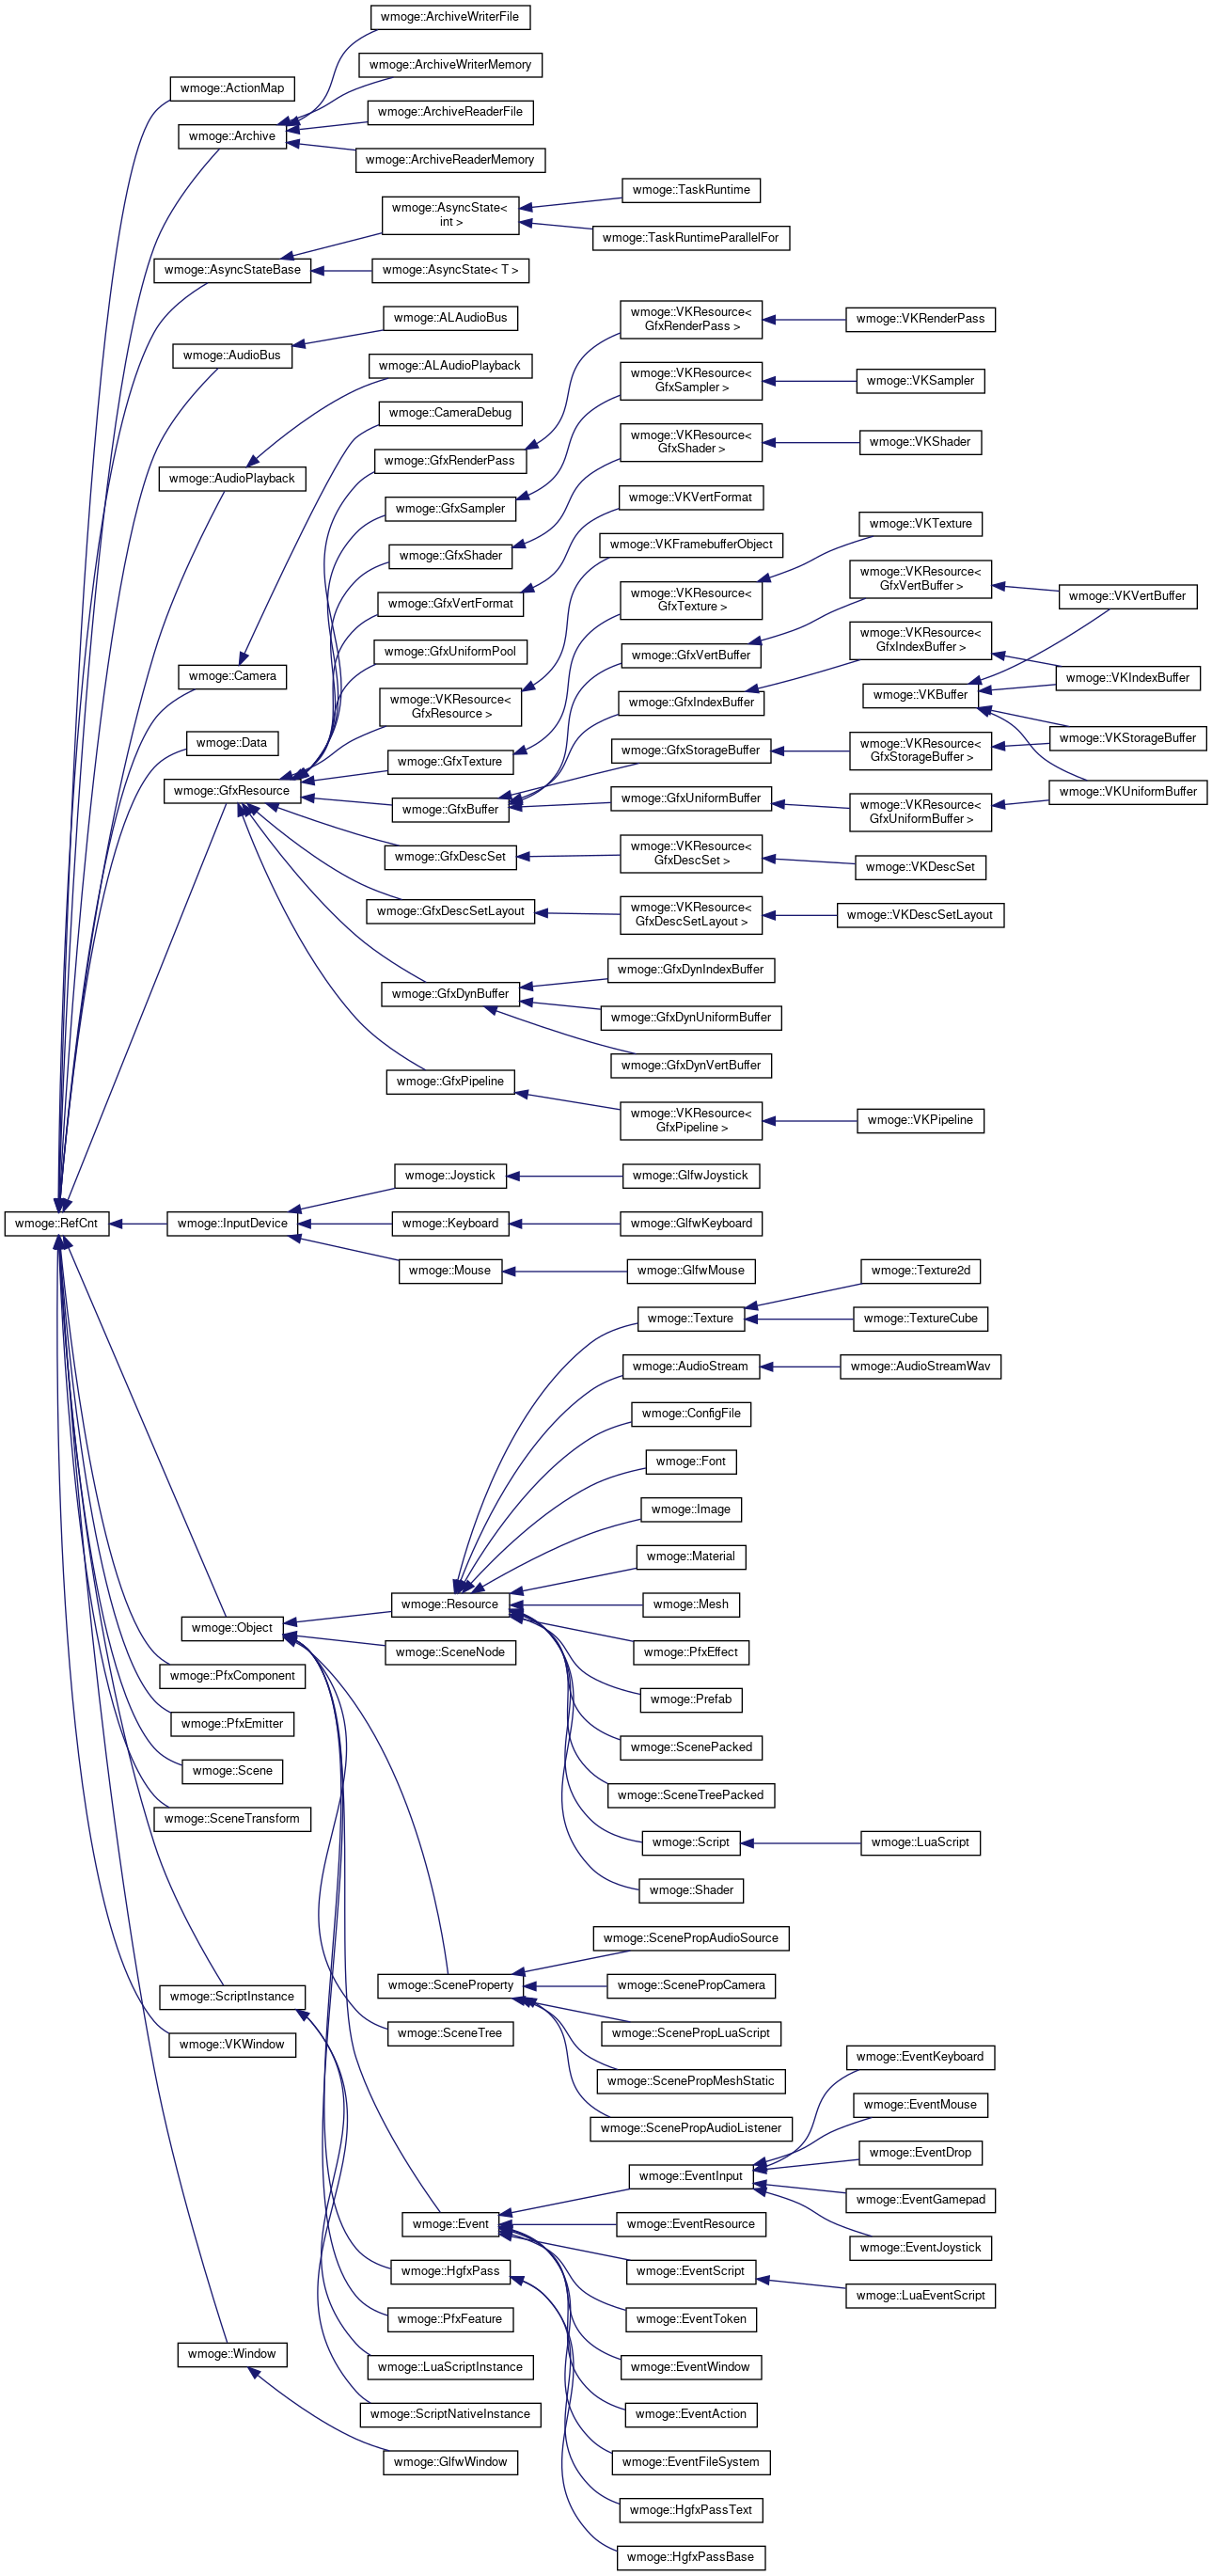 wmoge::ArchiveWriterFile
wmoge::ArchiveWriterMemory
wmoge::ActionMap
wmoge::ArchiveReaderFile
wmoge::Archive
wmoge::ArchiveReaderMemory
wmoge::TaskRuntime
wmoge::AsyncState<
int >
wmoge::TaskRuntimeParallelFor
wmoge::AsyncStateBase
wmoge::AsyncState< T >
wmoge::ALAudioBus
wmoge::VKResource<
GfxRenderPass >
wmoge::VKRenderPass
wmoge::AudioBus
wmoge::ALAudioPlayback
wmoge::VKResource<
GfxSampler >
wmoge::VKSampler
wmoge::CameraDebug
wmoge::VKResource<
GfxShader >
wmoge::VKShader
wmoge::GfxRenderPass
wmoge::AudioPlayback
wmoge::VKVertFormat
wmoge::GfxSampler
wmoge::VKTexture
wmoge::VKFramebufferObject
wmoge::GfxShader
wmoge::VKResource<
GfxVertBuffer >
wmoge::VKResource<
GfxTexture >
wmoge::VKVertBuffer
wmoge::GfxVertFormat
wmoge::VKResource<
GfxIndexBuffer >
wmoge::GfxUniformPool
wmoge::GfxVertBuffer
wmoge::Camera
wmoge::VKIndexBuffer
wmoge::VKBuffer
wmoge::VKResource<
GfxResource >
wmoge::GfxIndexBuffer
wmoge::VKStorageBuffer
wmoge::Data
wmoge::VKResource<
GfxStorageBuffer >
wmoge::GfxStorageBuffer
wmoge::GfxTexture
wmoge::GfxResource
wmoge::VKUniformBuffer
wmoge::GfxUniformBuffer
wmoge::GfxBuffer
wmoge::VKResource<
GfxUniformBuffer >
wmoge::VKResource<
GfxDescSet >
wmoge::GfxDescSet
wmoge::VKDescSet
wmoge::GfxDescSetLayout
wmoge::VKResource<
GfxDescSetLayout >
wmoge::VKDescSetLayout
wmoge::GfxDynIndexBuffer
wmoge::GfxDynBuffer
wmoge::GfxDynUniformBuffer
wmoge::GfxDynVertBuffer
wmoge::GfxPipeline
wmoge::VKResource<
GfxPipeline >
wmoge::VKPipeline
wmoge::Joystick
wmoge::GlfwJoystick
wmoge::RefCnt
wmoge::InputDevice
wmoge::Keyboard
wmoge::GlfwKeyboard
wmoge::Mouse
wmoge::GlfwMouse
wmoge::Texture2d
wmoge::Texture
wmoge::TextureCube
wmoge::AudioStream
wmoge::AudioStreamWav
wmoge::ConfigFile
wmoge::Font
wmoge::Image
wmoge::Material
wmoge::Resource
wmoge::Mesh
wmoge::Object
wmoge::SceneNode
wmoge::PfxEffect
wmoge::PfxComponent
wmoge::Prefab
wmoge::PfxEmitter
wmoge::ScenePacked
wmoge::Scene
wmoge::SceneTreePacked
wmoge::SceneTransform
wmoge::Script
wmoge::LuaScript
wmoge::Shader
wmoge::ScenePropAudioSource
wmoge::SceneProperty
wmoge::ScenePropCamera
wmoge::ScriptInstance
wmoge::SceneTree
wmoge::ScenePropLuaScript
wmoge::VKWindow
wmoge::EventKeyboard
wmoge::ScenePropMeshStatic
wmoge::EventMouse
wmoge::ScenePropAudioListener
wmoge::EventDrop
wmoge::EventInput
wmoge::EventGamepad
wmoge::Event
wmoge::EventResource
wmoge::EventJoystick
wmoge::HgfxPass
wmoge::EventScript
wmoge::LuaEventScript
wmoge::PfxFeature
wmoge::EventToken
wmoge::Window
wmoge::LuaScriptInstance
wmoge::EventWindow
wmoge::ScriptNativeInstance
wmoge::EventAction
wmoge::GlfwWindow
wmoge::EventFileSystem
wmoge::HgfxPassText
wmoge::HgfxPassBase